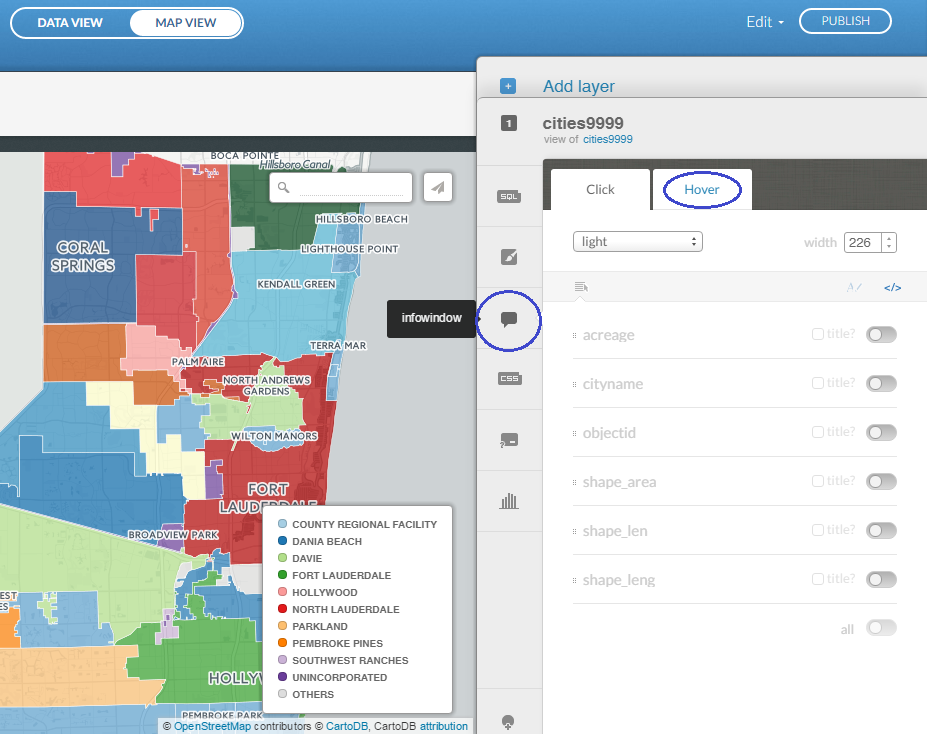 DATA VIEW
MAP VIEW
Edit
PUBLISH
Add layer
1
cities9999
view of cities9999
SQL
Click
Hover
light
width 226
</>
infowindow
CSS
acreage title?
cityname title?
objectid title?
shape_area title?
shape_len title?
shape_leng title?
all
BOCA POINTE
Hillsboro Canal
HILLSBORO BEACH
CORAL
SPRINGS
LIGHTHOUSE POINT
KENDALL GREEN
TERRA MAR
PALM AIRE
NORTH ANDREWS
GARDENS
WILTON MANORS
FORT
LAUDERDALE
BROADVIEW PARK
EST
ES
HOLLYW
PEMBROKE PARK
COUNTY REGIONAL FACILITY
DANIA BEACH
DAVIE
FORT LAUDERDALE
HOLLYWOOD
NORTH LAUDERDALE
PARKLAND
PEMBROKE PINES
SOUTHWEST RANCHES
UNINCORPORATED
OTHERS
© OpenStreetMap contributors © CartoDB, CartoDB attribution